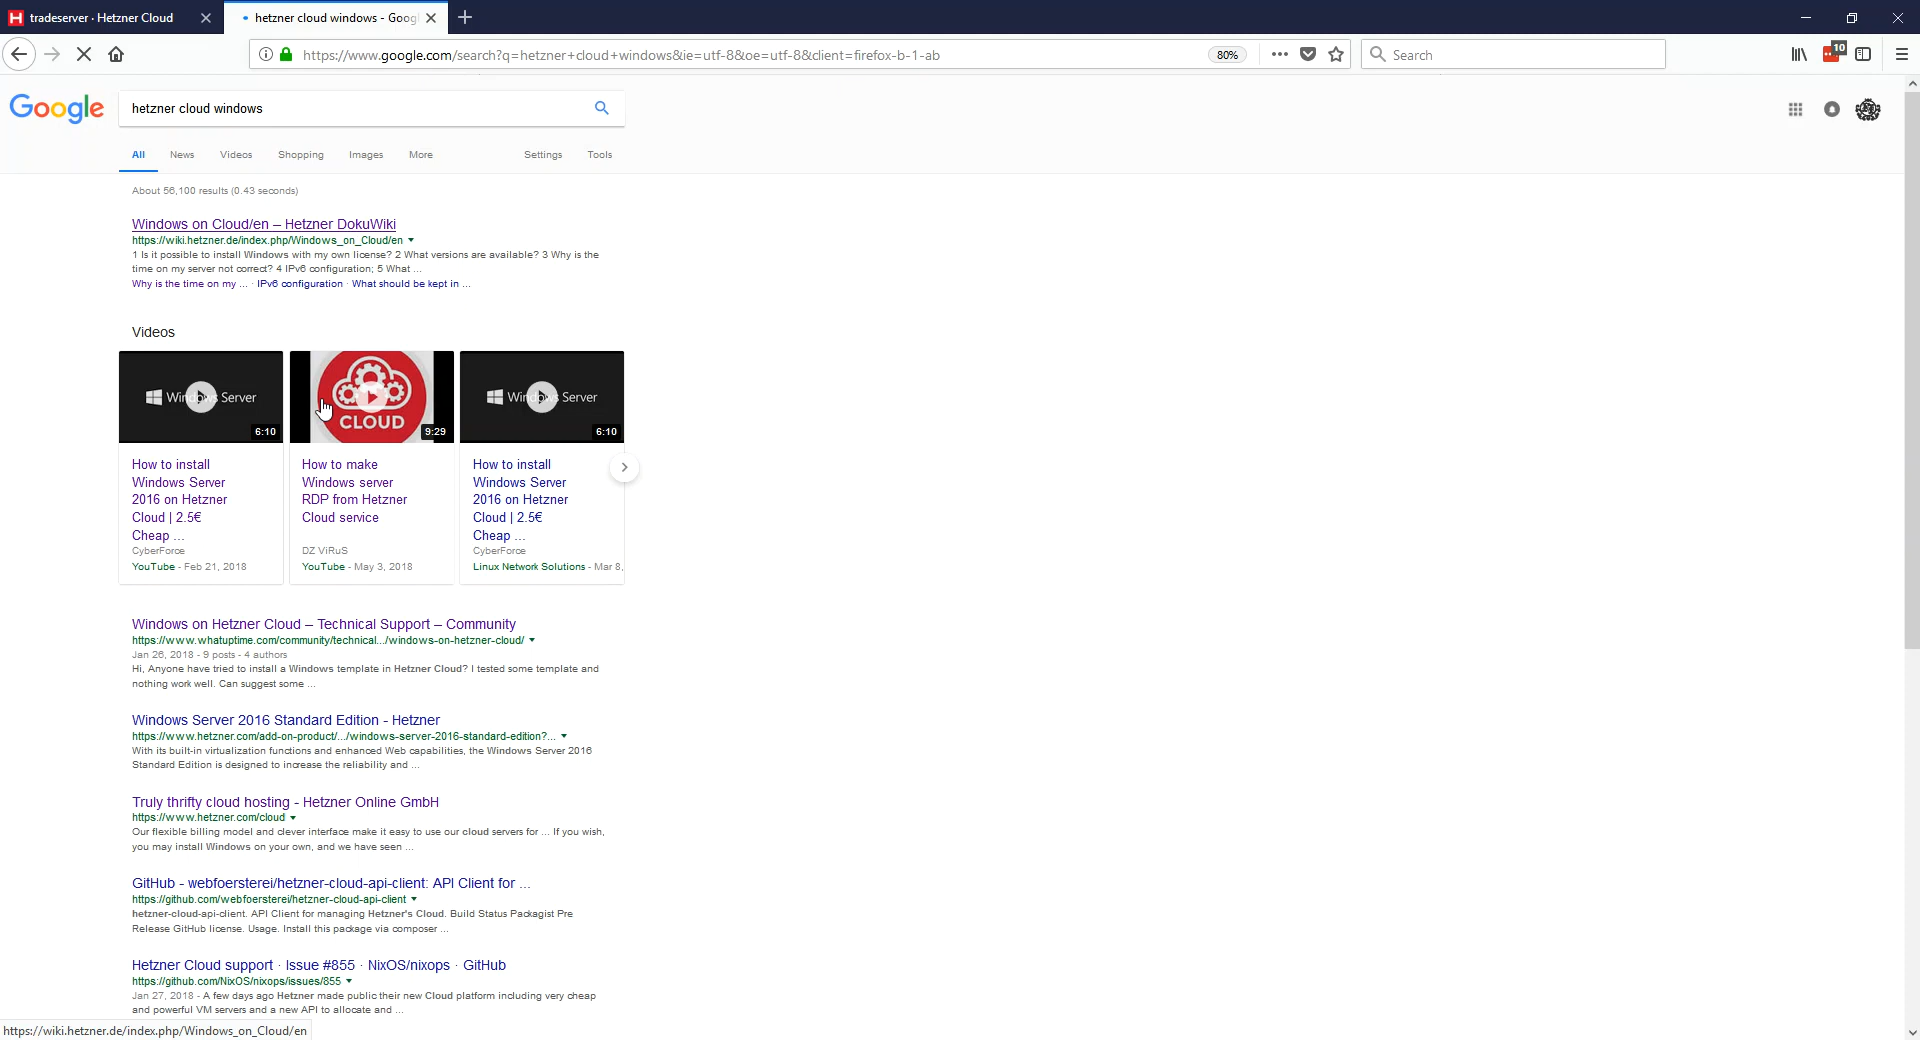 tradeserver · Hetzner Cloud
hetzner cloud windows - Goog
https://www.google.com/search?q=hetzner+cloud+windows&ie=utf-8&oe=utf-8&client=firefox-b-1-ab
80%
Search
10
Google
hetzner cloud windows
All News Videos Shopping Images More Settings Tools
About 56,100 results (0.43 seconds)
Windows on Cloud/en – Hetzner DokuWiki
https://wiki.hetzner.de/index.php/Windows_on_Cloud/en
1 Is it possible to install Windows with my own license? 2 What versions are available? 3 Why is the
time on my server not correct? 4 IPv6 configuration; 5 What ...
Why is the time on my ... · IPv6 configuration · What should be kept in ...
Videos
Windows Server
6:10
CLOUD
9:29
Windows Server
6:10
How to install
Windows Server
2016 on Hetzner
Cloud | 2.5€
Cheap ...
CyberForce
YouTube - Feb 21, 2018
How to make
Windows server
RDP from Hetzner
Cloud service
DZ ViRuS
YouTube - May 3, 2018
How to install
Windows Server
2016 on Hetzner
Cloud | 2.5€
Cheap ...
CyberForce
Linux Network Solutions - Mar 8,
Windows on Hetzner Cloud – Technical Support – Community
https://www.whatuptime.com/community/technical.../windows-on-hetzner-cloud/
Jan 26, 2018 - 9 posts - 4 authors
Hi, Anyone have tried to install a Windows template in Hetzner Cloud? I tested some template and
nothing work well. Can suggest some ...
Windows Server 2016 Standard Edition - Hetzner
https://www.hetzner.com/add-on-product/.../windows-server-2016-standard-edition?...
With its built-in virtualization functions and enhanced Web capabilities, the Windows Server 2016
Standard Edition is designed to increase the reliability and ...
Truly thrifty cloud hosting - Hetzner Online GmbH
https://www.hetzner.com/cloud
Our flexible billing model and clever interface make it easy to use our cloud servers for ... If you wish,
you may install Windows on your own, and we have seen ...
GitHub - webfoersterei/hetzner-cloud-api-client: API Client for ...
https://github.com/webfoersterei/hetzner-cloud-api-client
hetzner-cloud-api-client. API Client for managing Hetzner's Cloud. Build Status Packagist Pre
Release GitHub license. Usage. Install this package via composer ...
Hetzner Cloud support · Issue #855 · NixOS/nixops · GitHub
https://github.com/NixOS/nixops/issues/855
Jan 27, 2018 - A few days ago Hetzner made public their new Cloud platform including very cheap
and powerful VM servers and a new API to allocate and ...
https://wiki.hetzner.de/index.php/Windows_on_Cloud/en